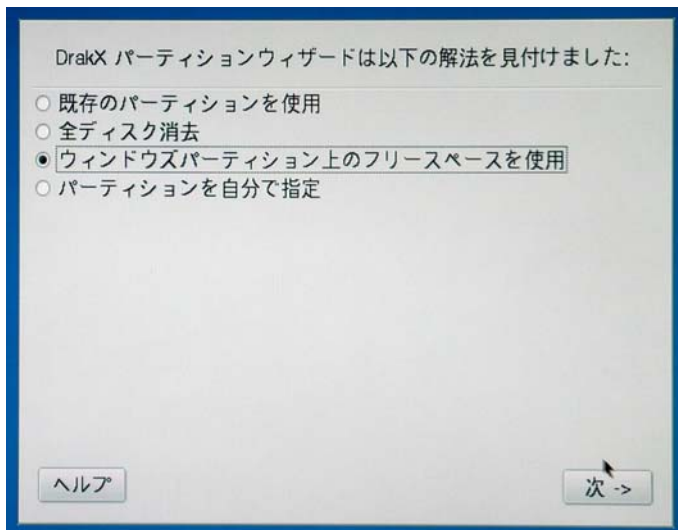 DrakX パーティションウィザードは以下の解法を見付けました:
既存のパーティションを使用
全ディスク消去
ウィンドウズパーティション上のフリースペースを使用
パーティションを自分で指定
ヘルプ
次 ->